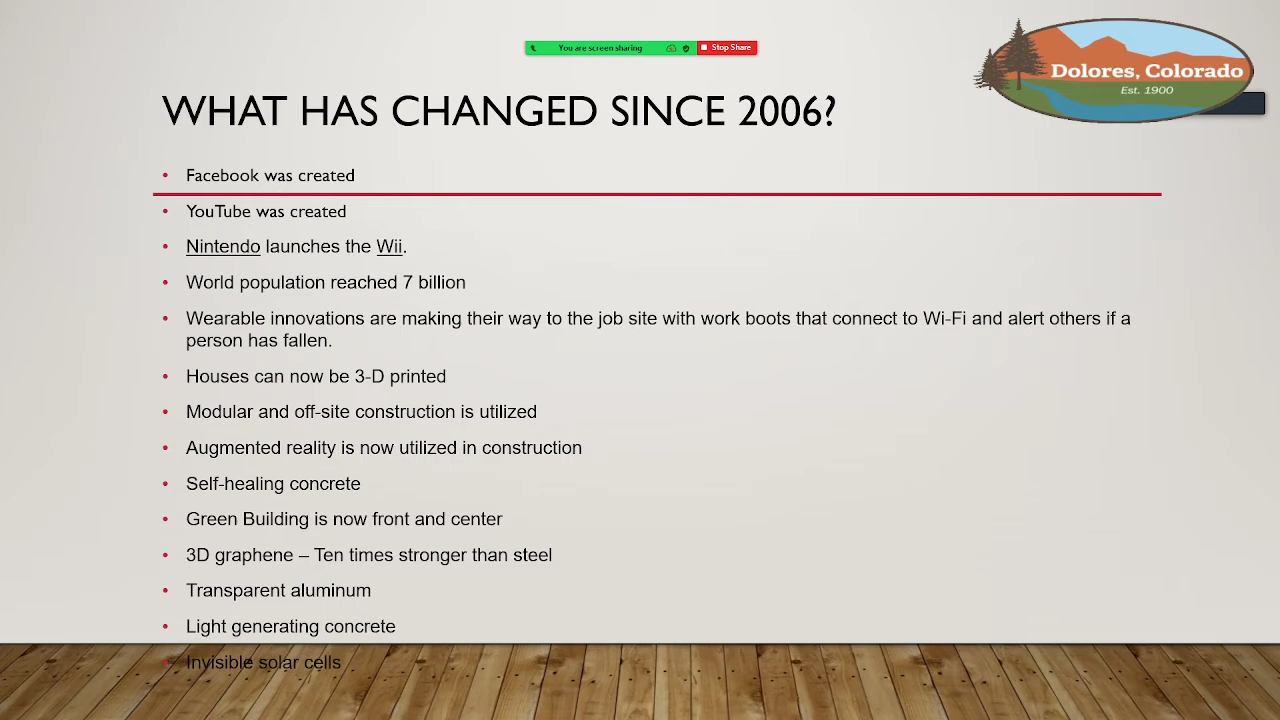 You are screen sharing
Stop Share
Dolores, Colorado
Est. 1900
WHAT HAS CHANGED SINCE 2006?
• Facebook was created
• YouTube was created
• Nintendo launches the Wii.
• World population reached 7 billion
• Wearable innovations are making their way to the job site with work boots that connect to Wi-Fi and alert others if a
person has fallen.
• Houses can now be 3-D printed
• Modular and off-site construction is utilized
• Augmented reality is now utilized in construction
• Self-healing concrete
• Green Building is now front and center
• 3D graphene – Ten times stronger than steel
• Transparent aluminum
• Light generating concrete
• Invisible solar cells